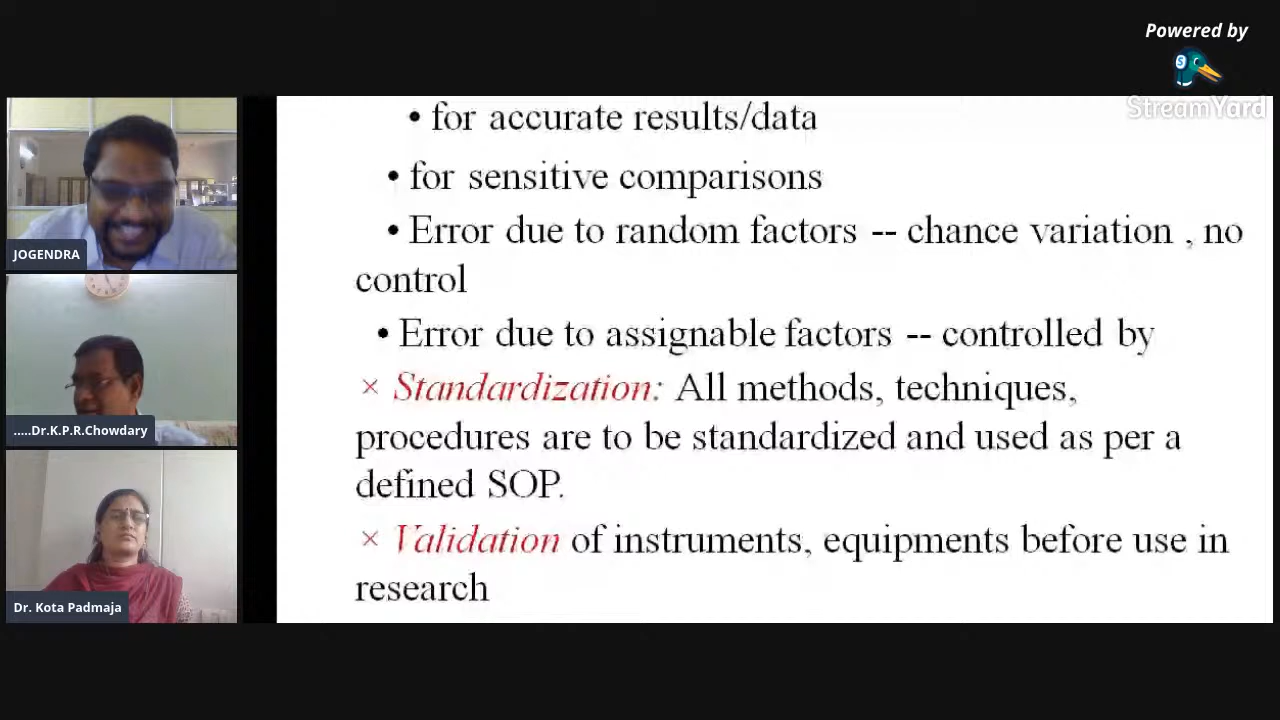 Powered by
StreamYard
• for accurate results/data
• for sensitive comparisons
• Error due to random factors -- chance variation , no
control
• Error due to assignable factors -- controlled by
× Standardization: All methods, techniques,
procedures are to be standardized and used as per a
defined SOP.
× Validation of instruments, equipments before use in
research
JOGENDRA
.....Dr.K.P.R.Chowdary
Dr. Kota Padmaja